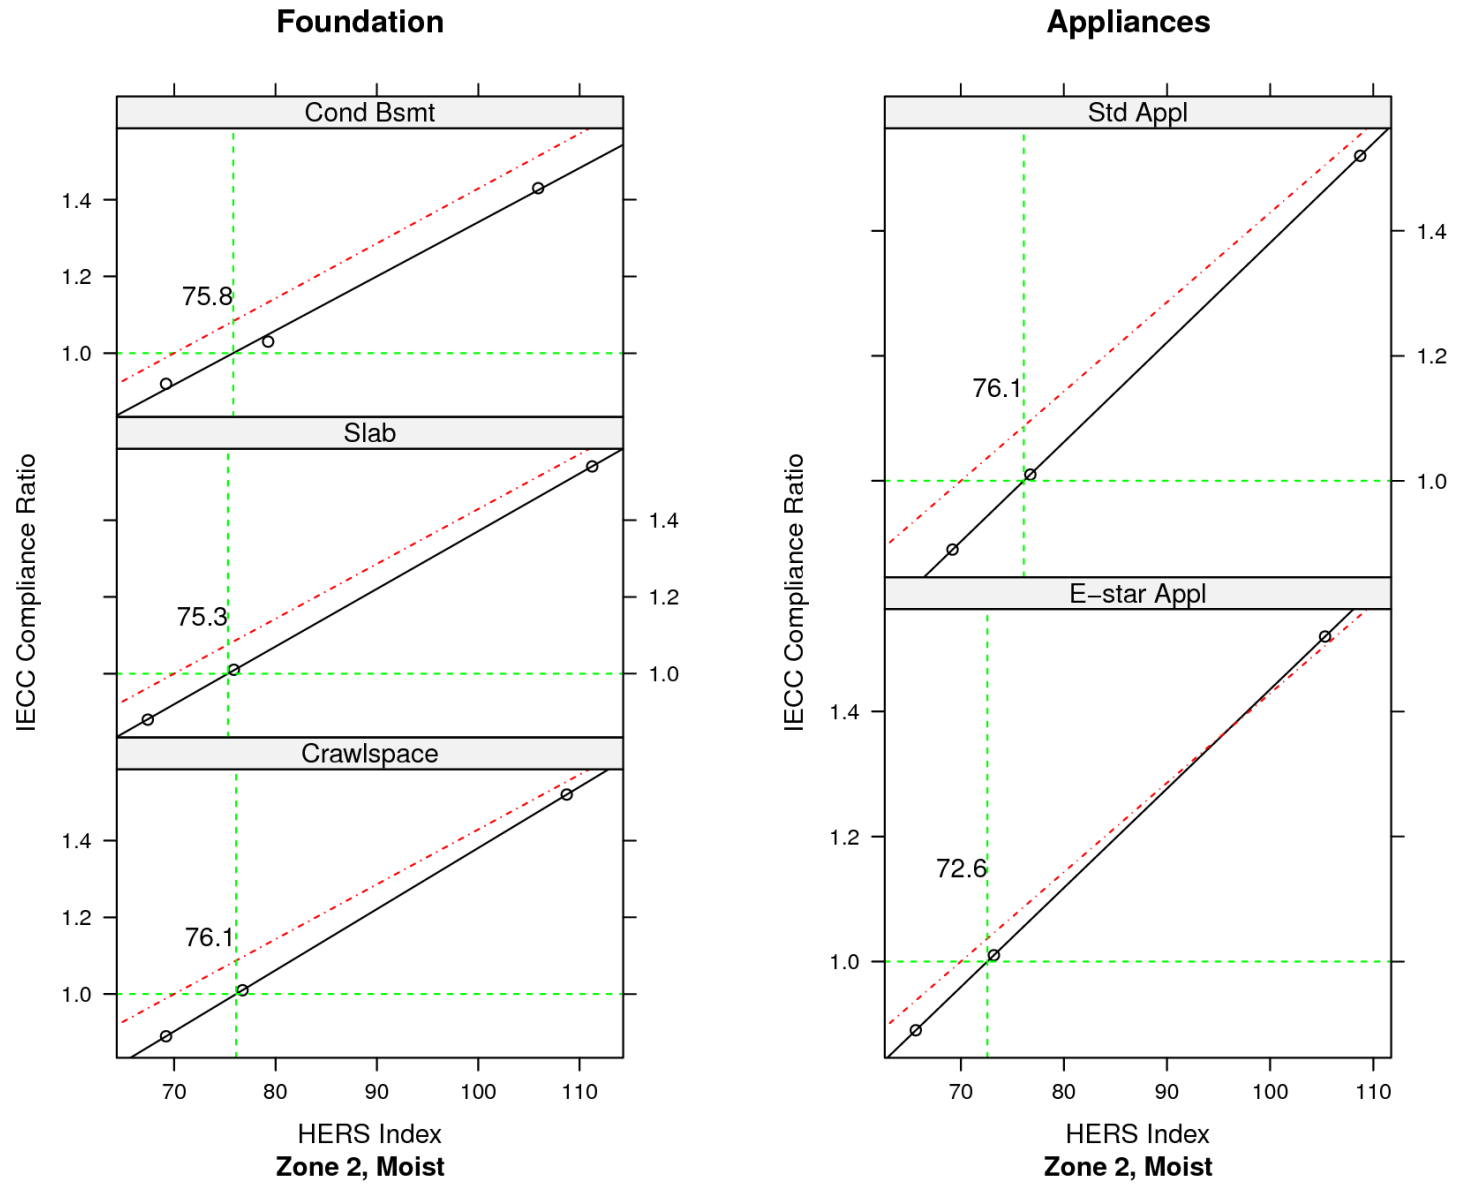 Foundation
Cond Bsmt
1.4
1.2
75.8
1.0
Slab
1.4
1.2
75.3
1.0
Crawlspace
1.4
1.2
76.1
1.0
70 80 90 100 110
HERS Index
Zone 2, Moist
IECC Compliance Ratio
Appliances
Std Appl
1.4
1.2
76.1
1.0
E−star Appl
1.4
1.2
72.6
1.0
70 80 90 100 110
HERS Index
Zone 2, Moist
IECC Compliance Ratio